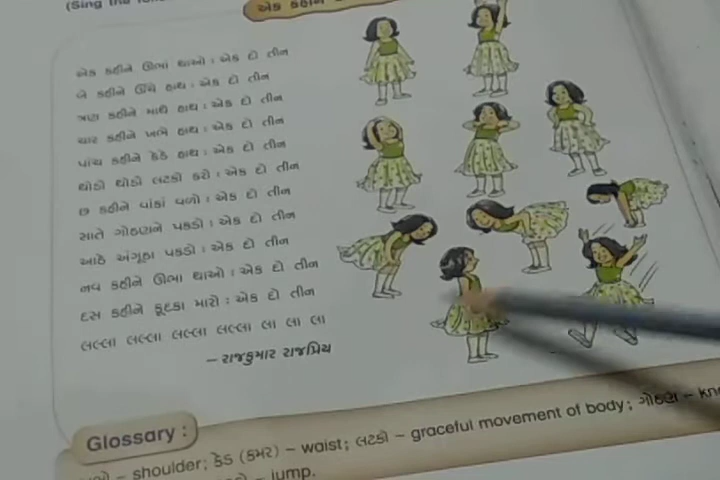 (Sing the
એક કહીને
એક કહીને ઊભાં થાઓ : એક દો તીન
બે કહીને ઊંચે હાથ : એક દો તીન
ત્રણ કહીને માથે હાથ : એક દો તીન
ચાર કહીને ખભે હાથ : એક દો તીન
પાંચ કહીને કેડે હાથ : એક દો તીન
થોડો થોડો લટકો કરો : એક દો તીન
છ કહીને વાંકાં વળો : એક દો તીન
સાતે ગોઠણને પકડો : એક દો તીન
આઠે અંગૂઠા પકડો : એક દો તીન
નવ કહીને ઊભા થાઓ : એક દો તીન
દસ કહીને કૂદકા મારો : એક દો તીન
લલ્લા લલ્લા લલ્લા લલ્લા લા લા લા
– રાજકુમાર રાજપ્રિય
Glossary :
– shoulder; કેડ (કમર) – waist; લટકો – graceful movement of body; ગોઠણ –
– jump.